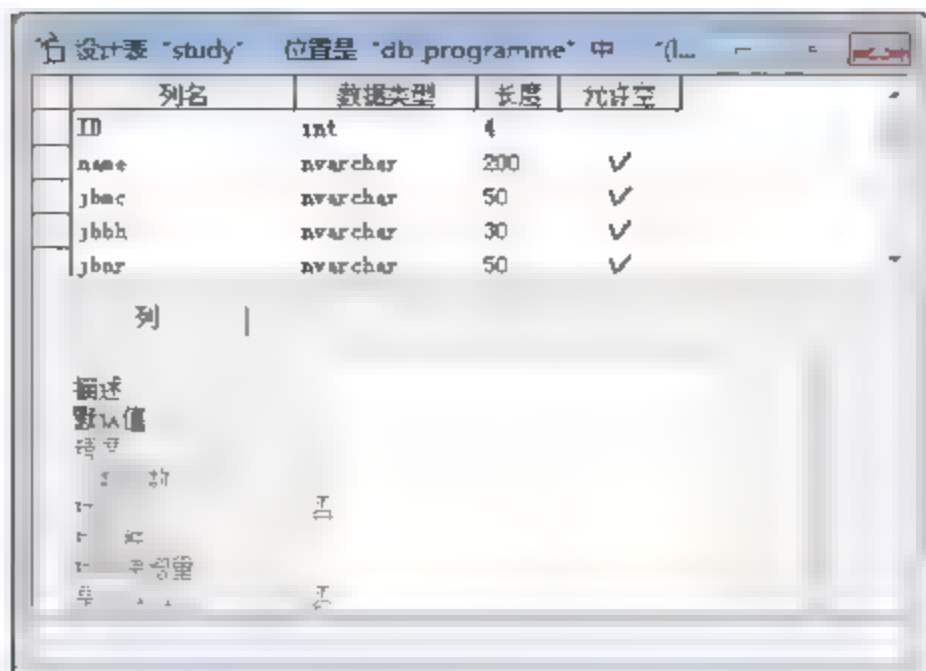 设计表 "study" 位置是 "db programme" 中 "(l...
列名 数据类型 长度 允许空
ID int 4
name nvarchar 200 ✓
jbmc nvarchar 50 ✓
jbbh nvarchar 30 ✓
jbnr nvarchar 50 ✓
列
描述
默认值
否
否